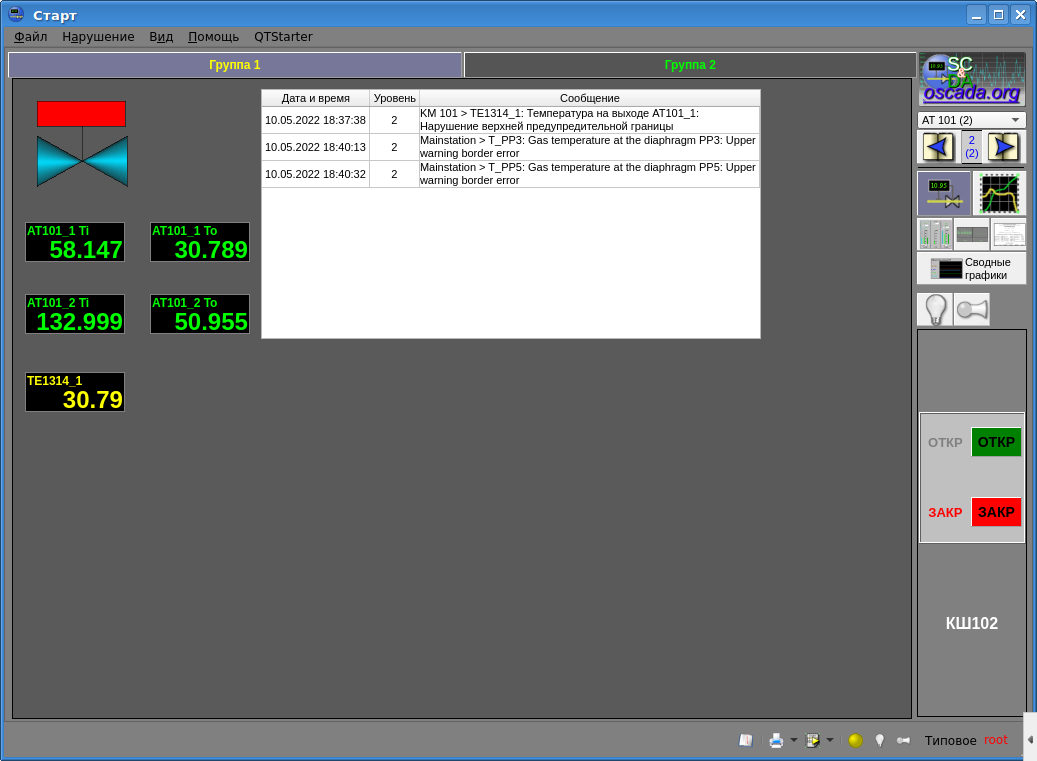 Старт
Файл Нарушение Вид Помощь QTStarter
Группа 1 Группа 2
SC
&
DA
oscada.org
AT 101 (2)
2
(2)
10.95
Сводные
графики
Дата и время Уровень Сообщение
10.05.2022 18:37:38 2 КМ 101 > TE1314_1: Температура на выходе AT101_1:
Нарушение верхней предупредительной границы
10.05.2022 18:40:13 2 Mainstation > T_PP3: Gas temperature at the diaphragm PP3: Upper
warning border error
10.05.2022 18:40:32 2 Mainstation > T_PP5: Gas temperature at the diaphragm PP5: Upper
warning border error
AT101_1 Ti
58.147
AT101_1 To
30.789
AT101_2 Ti
132.999
AT101_2 To
50.955
TE1314_1
30.79
ОТКР ОТКР
ЗАКР ЗАКР
КШ102
Типовое root